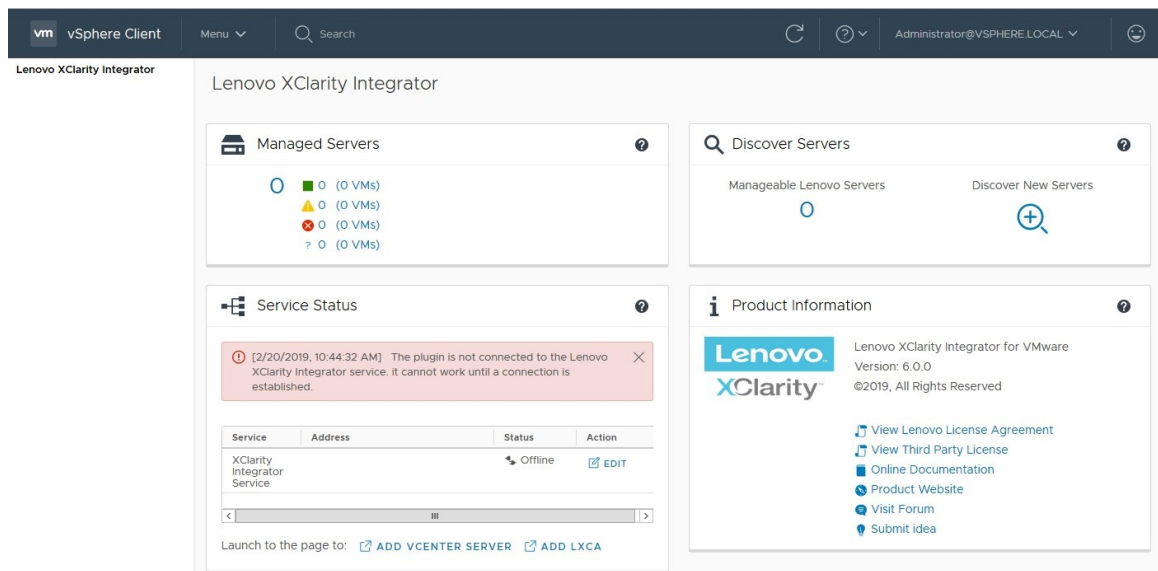 vm vSphere Client Menu Search Administrator@VSPHERE.LOCAL
Lenovo XClarity Integrator
Lenovo XClarity Integrator
Managed Servers
0
0 (0 VMs)
0 (0 VMs)
0 (0 VMs)
? 0 (0 VMs)
Discover Servers
Manageable Lenovo Servers
0
Discover New Servers
Service Status
[2/20/2019, 10:44:32 AM] The plugin is not connected to the Lenovo
XClarity Integrator service. it cannot work until a connection is
established.
Service Address Status Action
XClarity
Integrator
Service
Offline EDIT
Launch to the page to: ADD VCENTER SERVER ADD LXCA
Product Information
Lenovo
XClarity
Lenovo XClarity Integrator for VMware
Version: 6.0.0
©2019, All Rights Reserved
View Lenovo License Agreement
View Third Party License
Online Documentation
Product Website
Visit Forum
Submit idea